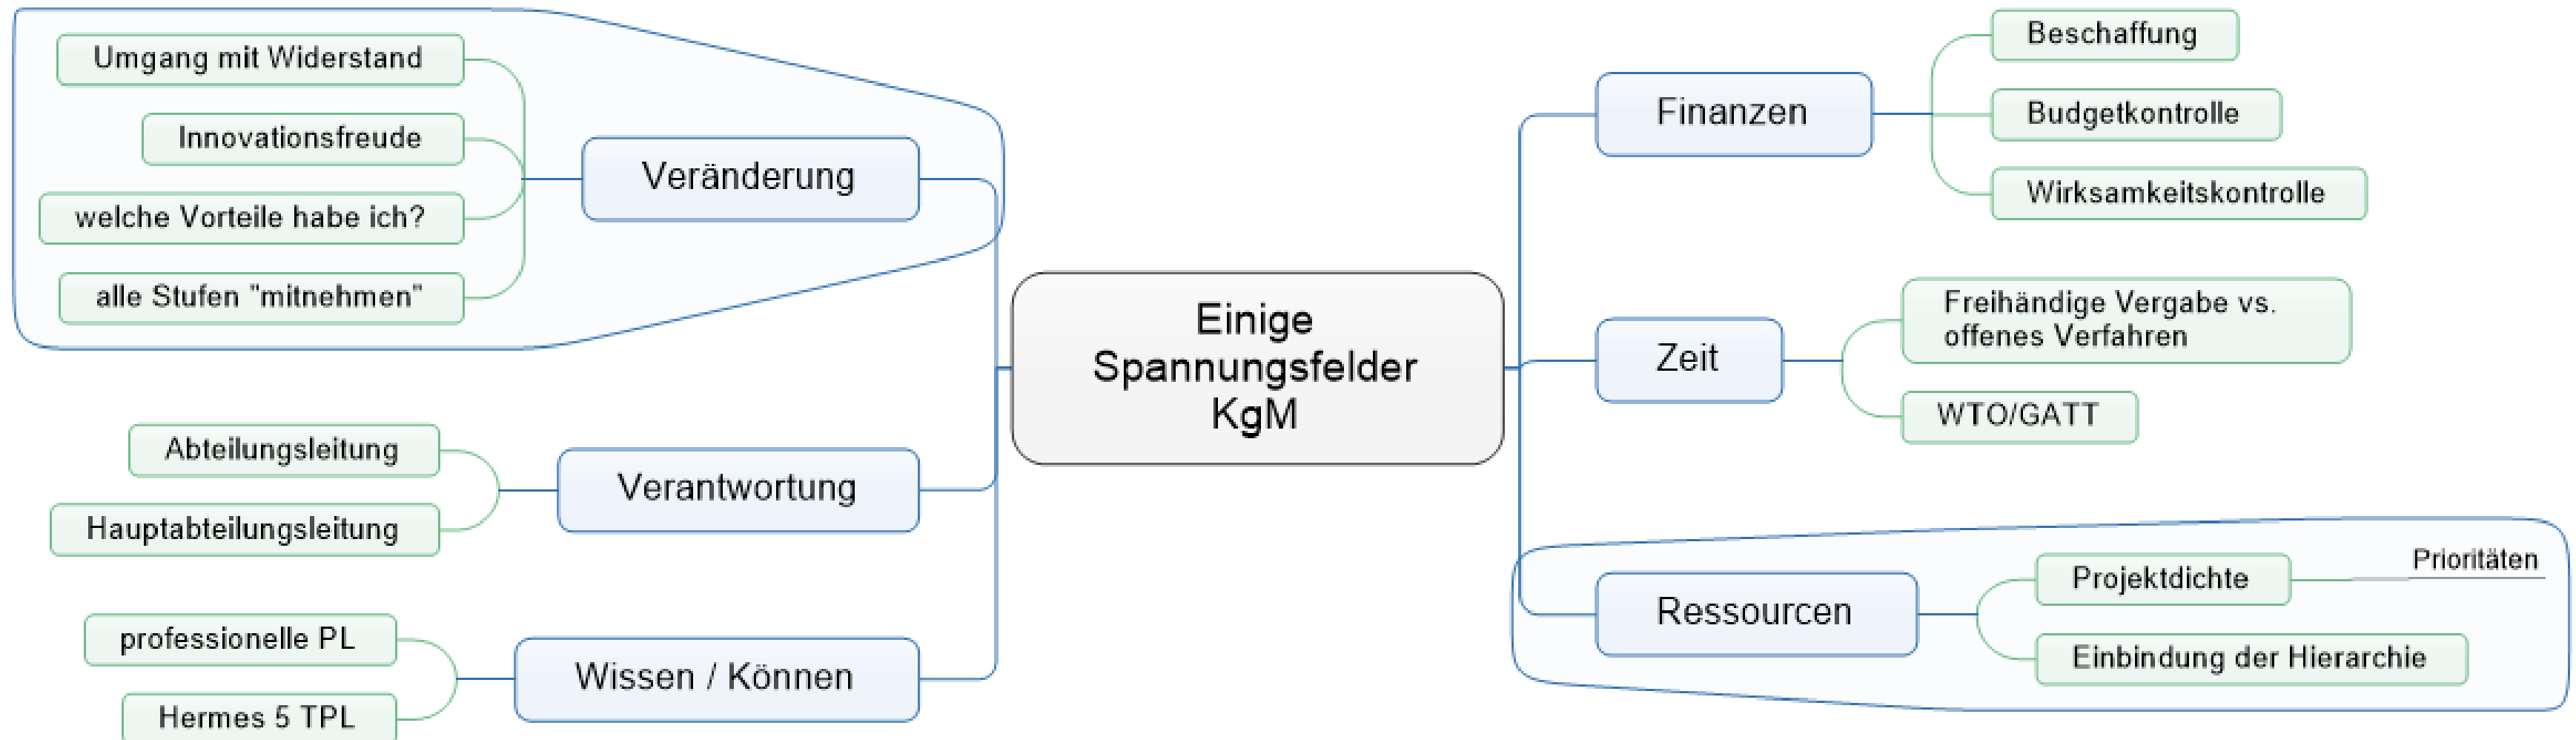 Umgang mit Widerstand
Innovationsfreude
welche Vorteile habe ich?
alle Stufen "mitnehmen"
Veränderung
Abteilungsleitung
Hauptabteilungsleitung
Verantwortung
professionelle PL
Hermes 5 TPL
Wissen / Können
Einige
Spannungsfelder
KgM
Finanzen
Beschaffung
Budgetkontrolle
Wirksamkeitskontrolle
Zeit
Freihändige Vergabe vs.
offenes Verfahren
WTO/GATT
Ressourcen
Projektdichte
Prioritäten
Einbindung der Hierarchie